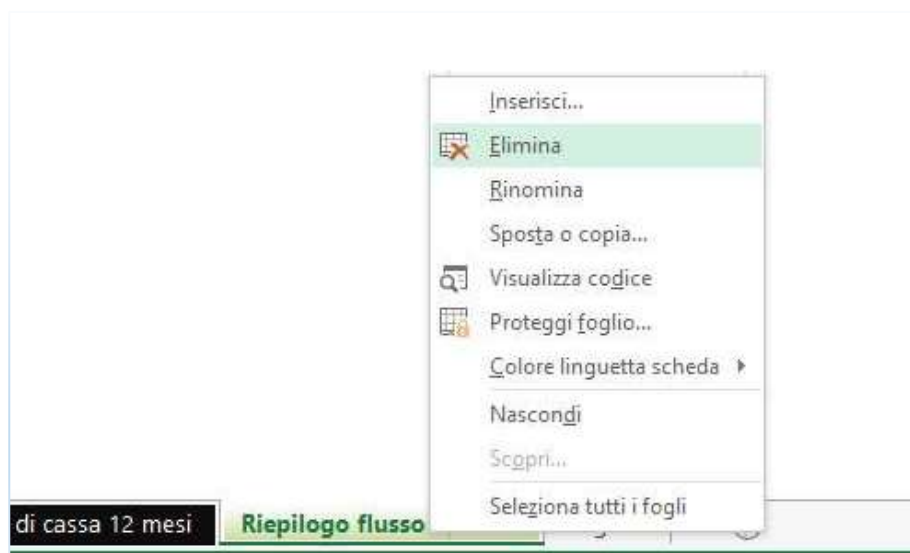 Inserisci...
Elimina
Rinomina
Sposta o copia...
Visualizza codice
Proteggi foglio...
Colore linguetta scheda
Nascondi
Scopri...
Seleziona tutti i fogli
di cassa 12 mesi Riepilogo flusso